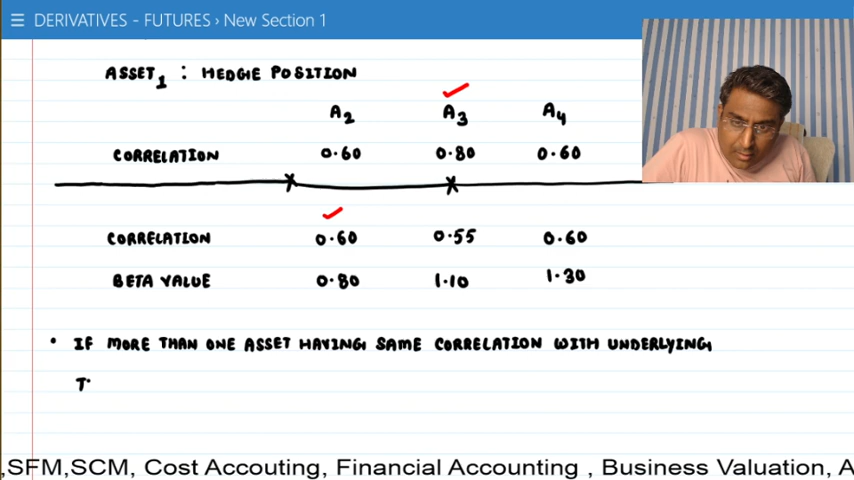 ☰ DERIVATIVES - FUTURES › New Section 1
ASSET1 : HEDGE POSITION
A2 A3 A4
CORRELATION 0.60 0.80 0.60
CORRELATION 0.60 0.55 0.60
BETA VALUE 0.80 1.10 1.30
• IF MORE THAN ONE ASSET HAVING SAME CORRELATION WITH UNDERLYING,
T
,SFM,SCM, Cost Accouting, Financial Accounting , Business Valuation, A